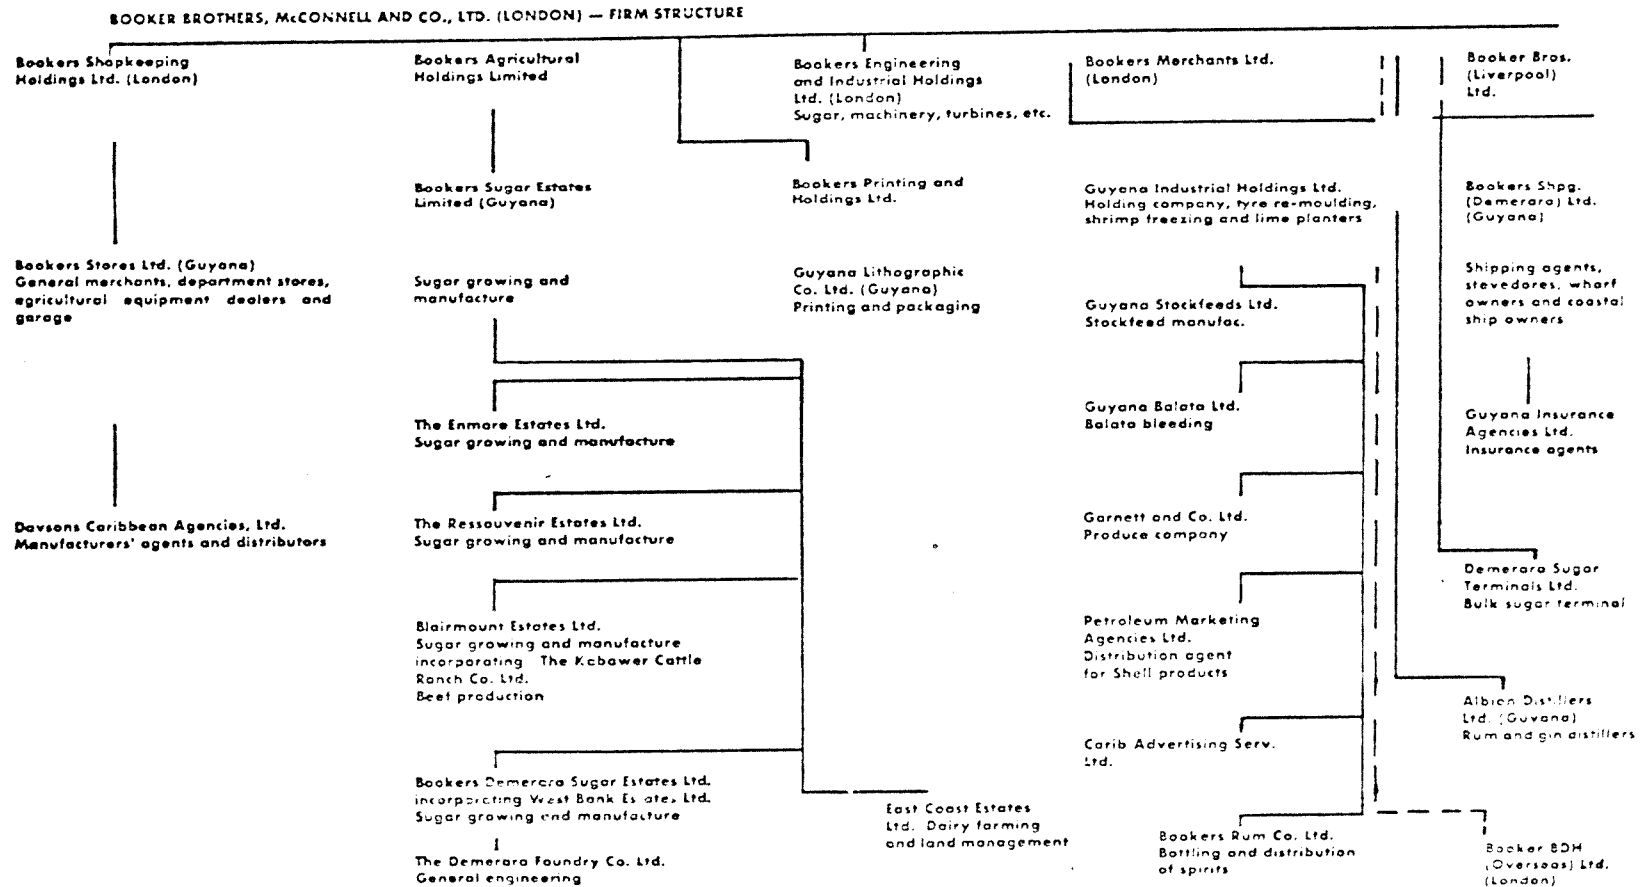 BOOKER BROTHERS, McCONNELL AND CO., LTD. (LONDON) — FIRM STRUCTURE
Bookers Shopkeeping
Holdings Ltd. (London)
Bookers Stores Ltd. (Guyana)
General merchants, department stores,
agricultural equipment dealers and
garage
Davsons Caribbean Agencies, Ltd.
Manufacturers' agents and distributors
Bookers Agricultural
Holdings Limited
Bookers Sugar Estates
Limited (Guyana)
Sugar growing and
manufacture
The Enmore Estates Ltd.
Sugar growing and manufacture
The Ressouvenir Estates Ltd.
Sugar growing and manufacture
Blairmount Estates Ltd.
Sugar growing and manufacture
incorporating The Kabawer Cattle
Ranch Co. Ltd.
Beef production
Bookers Demerara Sugar Estates Ltd.
incorporating West Bank Estates Ltd.
Sugar growing and manufacture
The Demerara Foundry Co. Ltd.
General engineering
East Coast Estates
Ltd. Dairy farming
and land management
Bookers Engineering
and Industrial Holdings
Ltd. (London)
Sugar, machinery, turbines, etc.
Bookers Printing and
Holdings Ltd.
Guyana Lithographic
Co. Ltd. (Guyana)
Printing and packaging
Bookers Merchants Ltd.
(London)
Guyana Industrial Holdings Ltd.
Holding company, tyre re-moulding,
shrimp freezing and lime planters
Guyana Stockfeeds Ltd.
Stockfeed manufac.
Guyana Balata Ltd.
Balata bleeding
Garnett and Co. Ltd.
Produce company
Petroleum Marketing
Agencies Ltd.
Distribution agent
for Shell products
Carib Advertising Serv.
Ltd.
Bookers Rum Co. Ltd.
Bottling and distribution
of spirits
Booker Bros.
(Liverpool)
Ltd.
Bookers Shpg.
(Demerara) Ltd.
(Guyana)
Shipping agents,
stevedores, wharf
owners and coastal
ship owners
Guyana Insurance
Agencies Ltd.
Insurance agents
Demerara Sugar
Terminals Ltd.
Bulk sugar terminal
Albion Distillers
Ltd. (Guyana)
Rum and gin distillers
Booker BDH
(Overseas) Ltd.
(London)